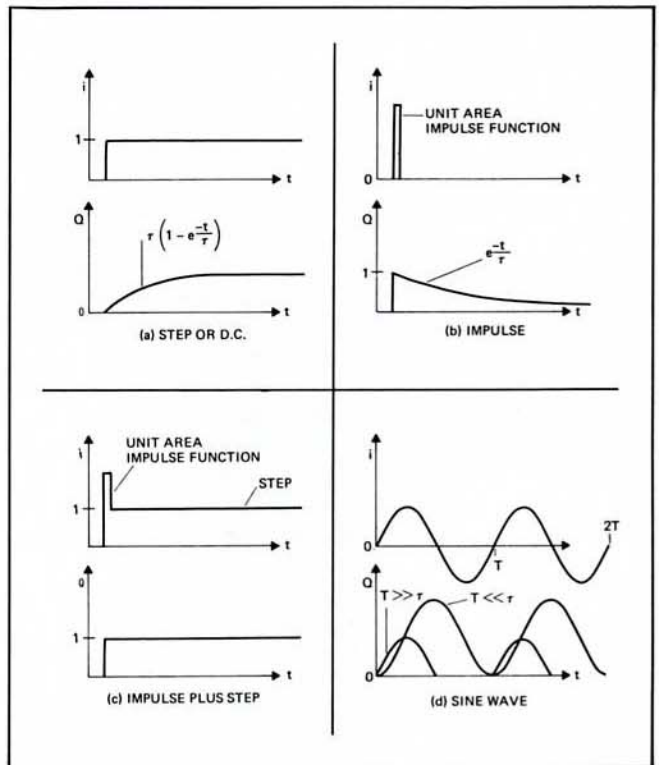 i
1
t
Q
τ (1 − e^(−t/τ))
0
t
(a) STEP OR D.C.
i
UNIT AREA
IMPULSE FUNCTION
0
t
Q
1
e^(−t/τ)
0
t
(b) IMPULSE
i
UNIT AREA
IMPULSE FUNCTION
STEP
1
t
Q
1
t
(c) IMPULSE PLUS STEP
i
0
T
2T
Q
T >> τ
T << τ
0
(d) SINE WAVE